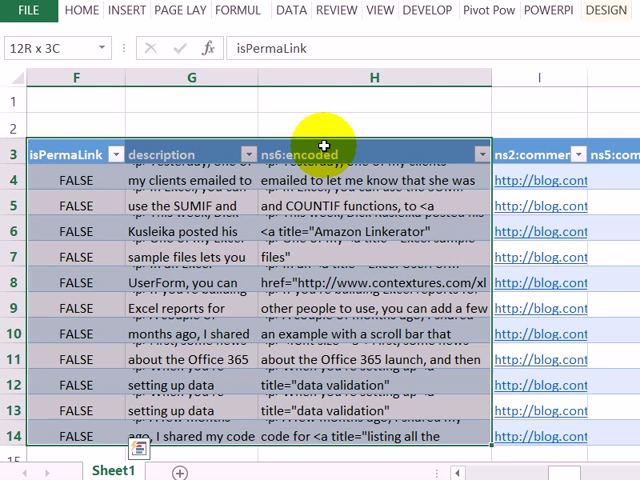 FILE HOME INSERT PAGE LAY FORMUL DATA REVIEW VIEW DEVELOP Pivot Pow POWERPI DESIGN
12R x 3C fx isPermaLink
F G H I
1
2
3 isPermaLink description ns6:encoded ns2:commer ns5:com
4 FALSE my clients emailed to emailed to let me know that she was http://blog.cont
5 FALSE use the SUMIF and and COUNTIF functions, to <a http://blog.cont
6 FALSE Kusleika posted his <a title="Amazon Linkerator" http://blog.cont
7 FALSE sample files lets you files" http://blog.cont
8 FALSE UserForm, you can href="http://www.contextures.com/xl http://blog.cont
9 FALSE Excel reports for other people to use, you can add a few http://blog.cont
10 FALSE months ago, I shared an example with a scroll bar that http://blog.cont
11 FALSE about the Office 365 about the Office 365 launch, and then http://blog.cont
12 FALSE setting up data title="data validation" http://blog.cont
13 FALSE setting up data title="data validation" http://blog.cont
14 FALSE ago, I shared my code code for <a title="listing all the http://blog.cont
Sheet1